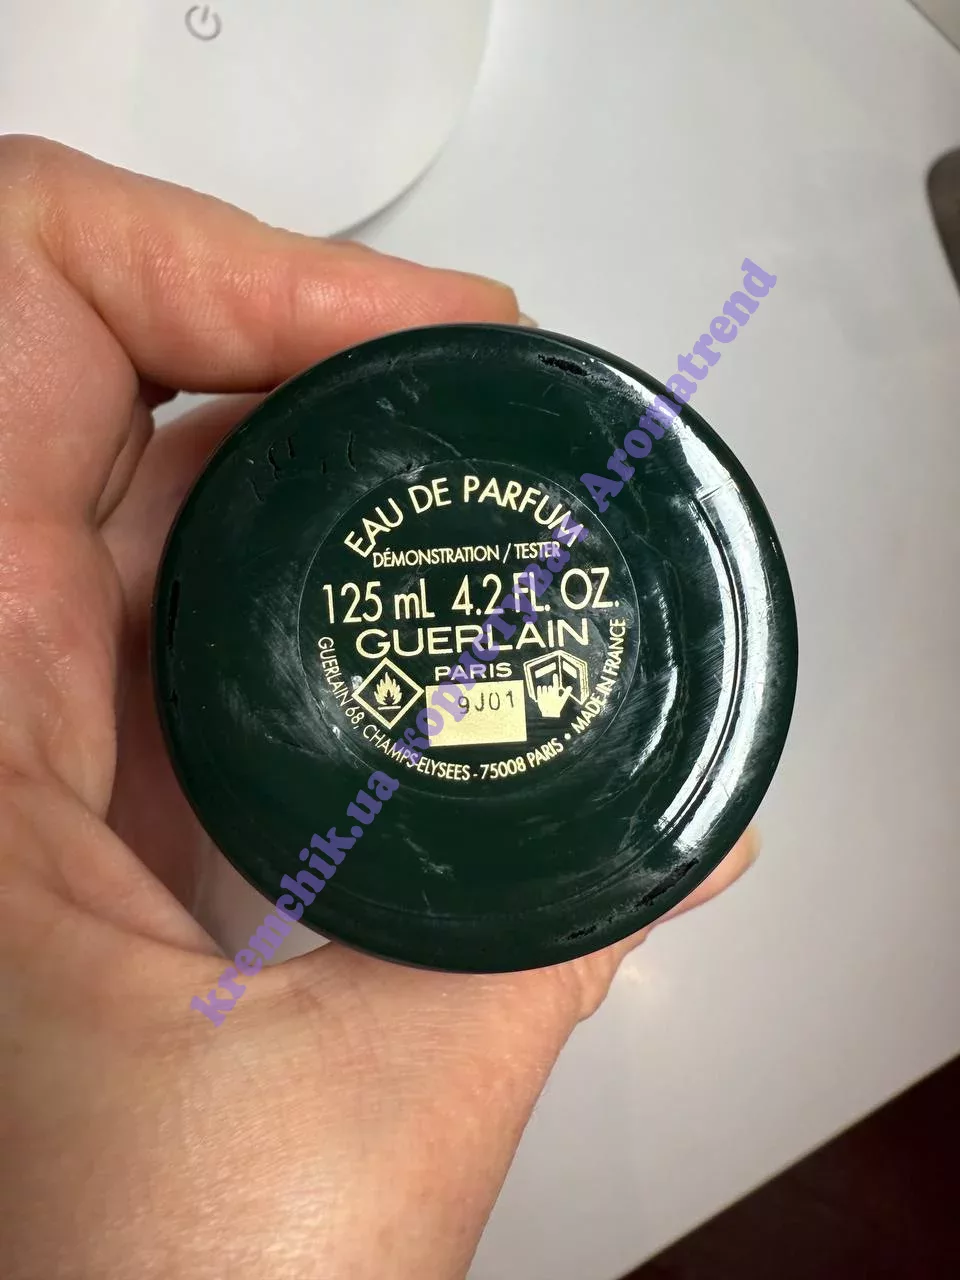 EAU DE PARFUM
DÉMONSTRATION / TESTER
125 mL 4.2 FL. OZ.
GUERLAIN
PARIS
9J01
GUERLAIN 68, CHAMPS-ELYSEES - 75008 PARIS • MADE IN FRANCE
kremchik.ua користувач Aromatrend